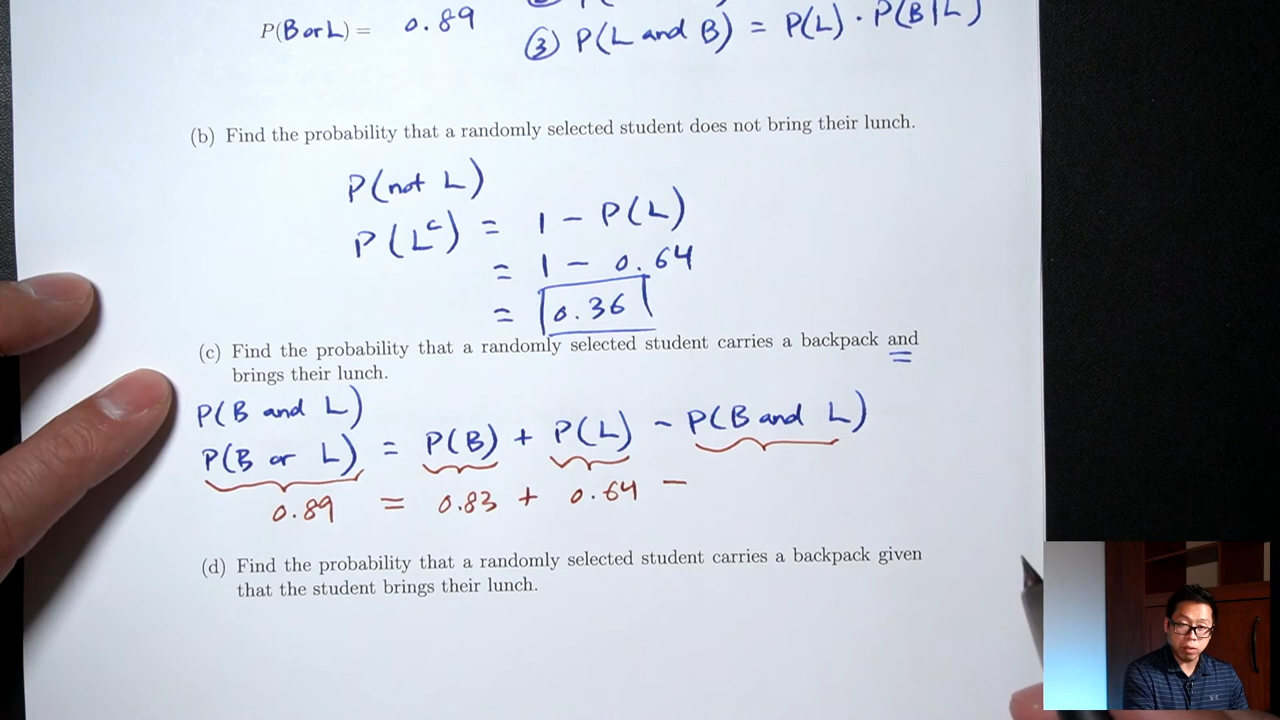 P(B or L) = 0.89
③ P(L and B) = P(L) · P(B|L)
(b) Find the probability that a randomly selected student does not bring their lunch.
P(not L)
P(Lᶜ) = 1 − P(L)
= 1 − 0.64
= 0.36
(c) Find the probability that a randomly selected student carries a backpack and
brings their lunch.
P(B and L)
P(B or L) = P(B) + P(L) − P(B and L)
0.89 = 0.83 + 0.64 −
(d) Find the probability that a randomly selected student carries a backpack given
that the student brings their lunch.